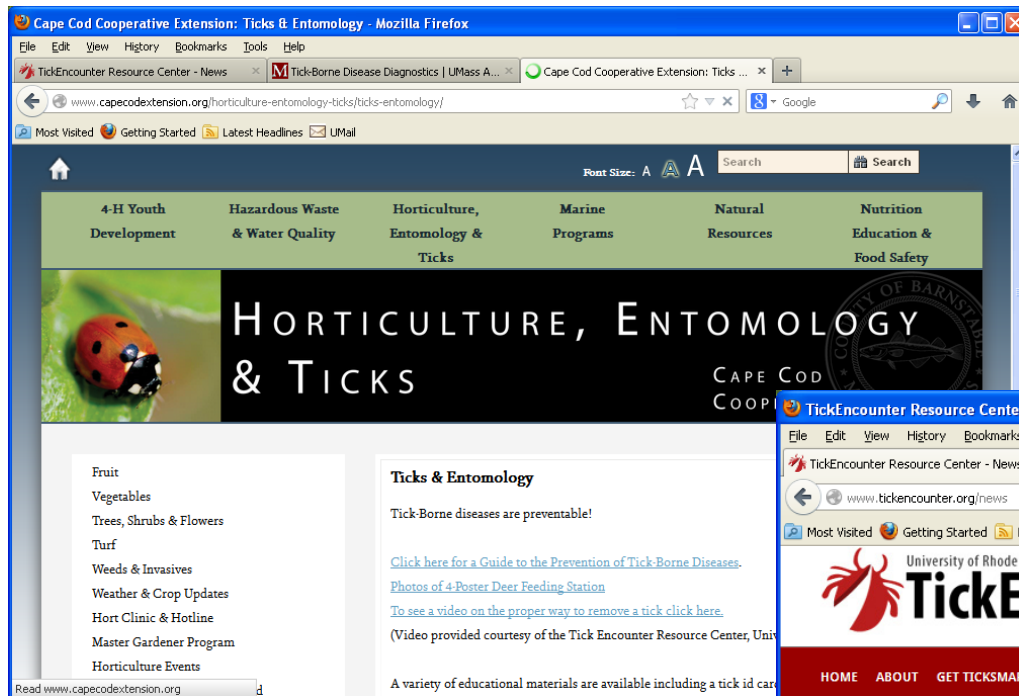 Cape Cod Cooperative Extension: Ticks & Entomology - Mozilla Firefox
File Edit View History Bookmarks Tools Help
TickEncounter Resource Center - News
Tick-Borne Disease Diagnostics | UMass A...
Cape Cod Cooperative Extension: Ticks ...
www.capecodextension.org/horticulture-entomology-ticks/ticks-entomology/
Google
Most Visited Getting Started Latest Headlines UMail
Font Size: A A A
Search
Search
4-H Youth Development
Hazardous Waste & Water Quality
Horticulture, Entomology & Ticks
Marine Programs
Natural Resources
Nutrition Education & Food Safety
HORTICULTURE, ENTOMOLOGY
& TICKS
CAPE COD
COOP
COUNTY OF BARNSTABLE
Fruit
Vegetables
Trees, Shrubs & Flowers
Turf
Weeds & Invasives
Weather & Crop Updates
Hort Clinic & Hotline
Master Gardener Program
Horticulture Events
Read www.capecodextension.org
Ticks & Entomology
Tick-Borne diseases are preventable!
Click here for a Guide to the Prevention of Tick-Borne Diseases.
Photos of 4-Poster Deer Feeding Station
To see a video on the proper way to remove a tick click here.
(Video provided courtesy of the Tick Encounter Resource Center, Univ
A variety of educational materials are available including a tick id card
TickEncounter Resource Cente
File Edit View History Bookmarks
TickEncounter Resource Center - News
www.tickencounter.org/news
Most Visited Getting Started
University of Rhode
TickE
HOME ABOUT GET TICKSMA